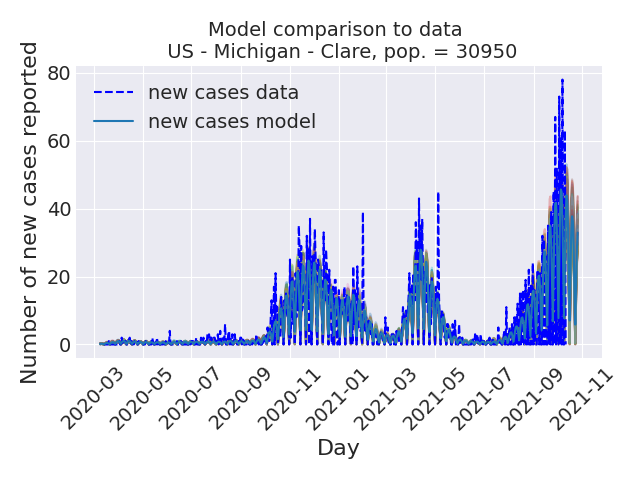 Model comparison to data
US - Michigan - Clare, pop. = 30950
Number of new cases reported
80
60
40
20
0
new cases data
new cases model
2020-03
2020-05
2020-07
2020-09
2020-11
2021-01
2021-03
2021-05
2021-07
2021-09
2021-11
Day